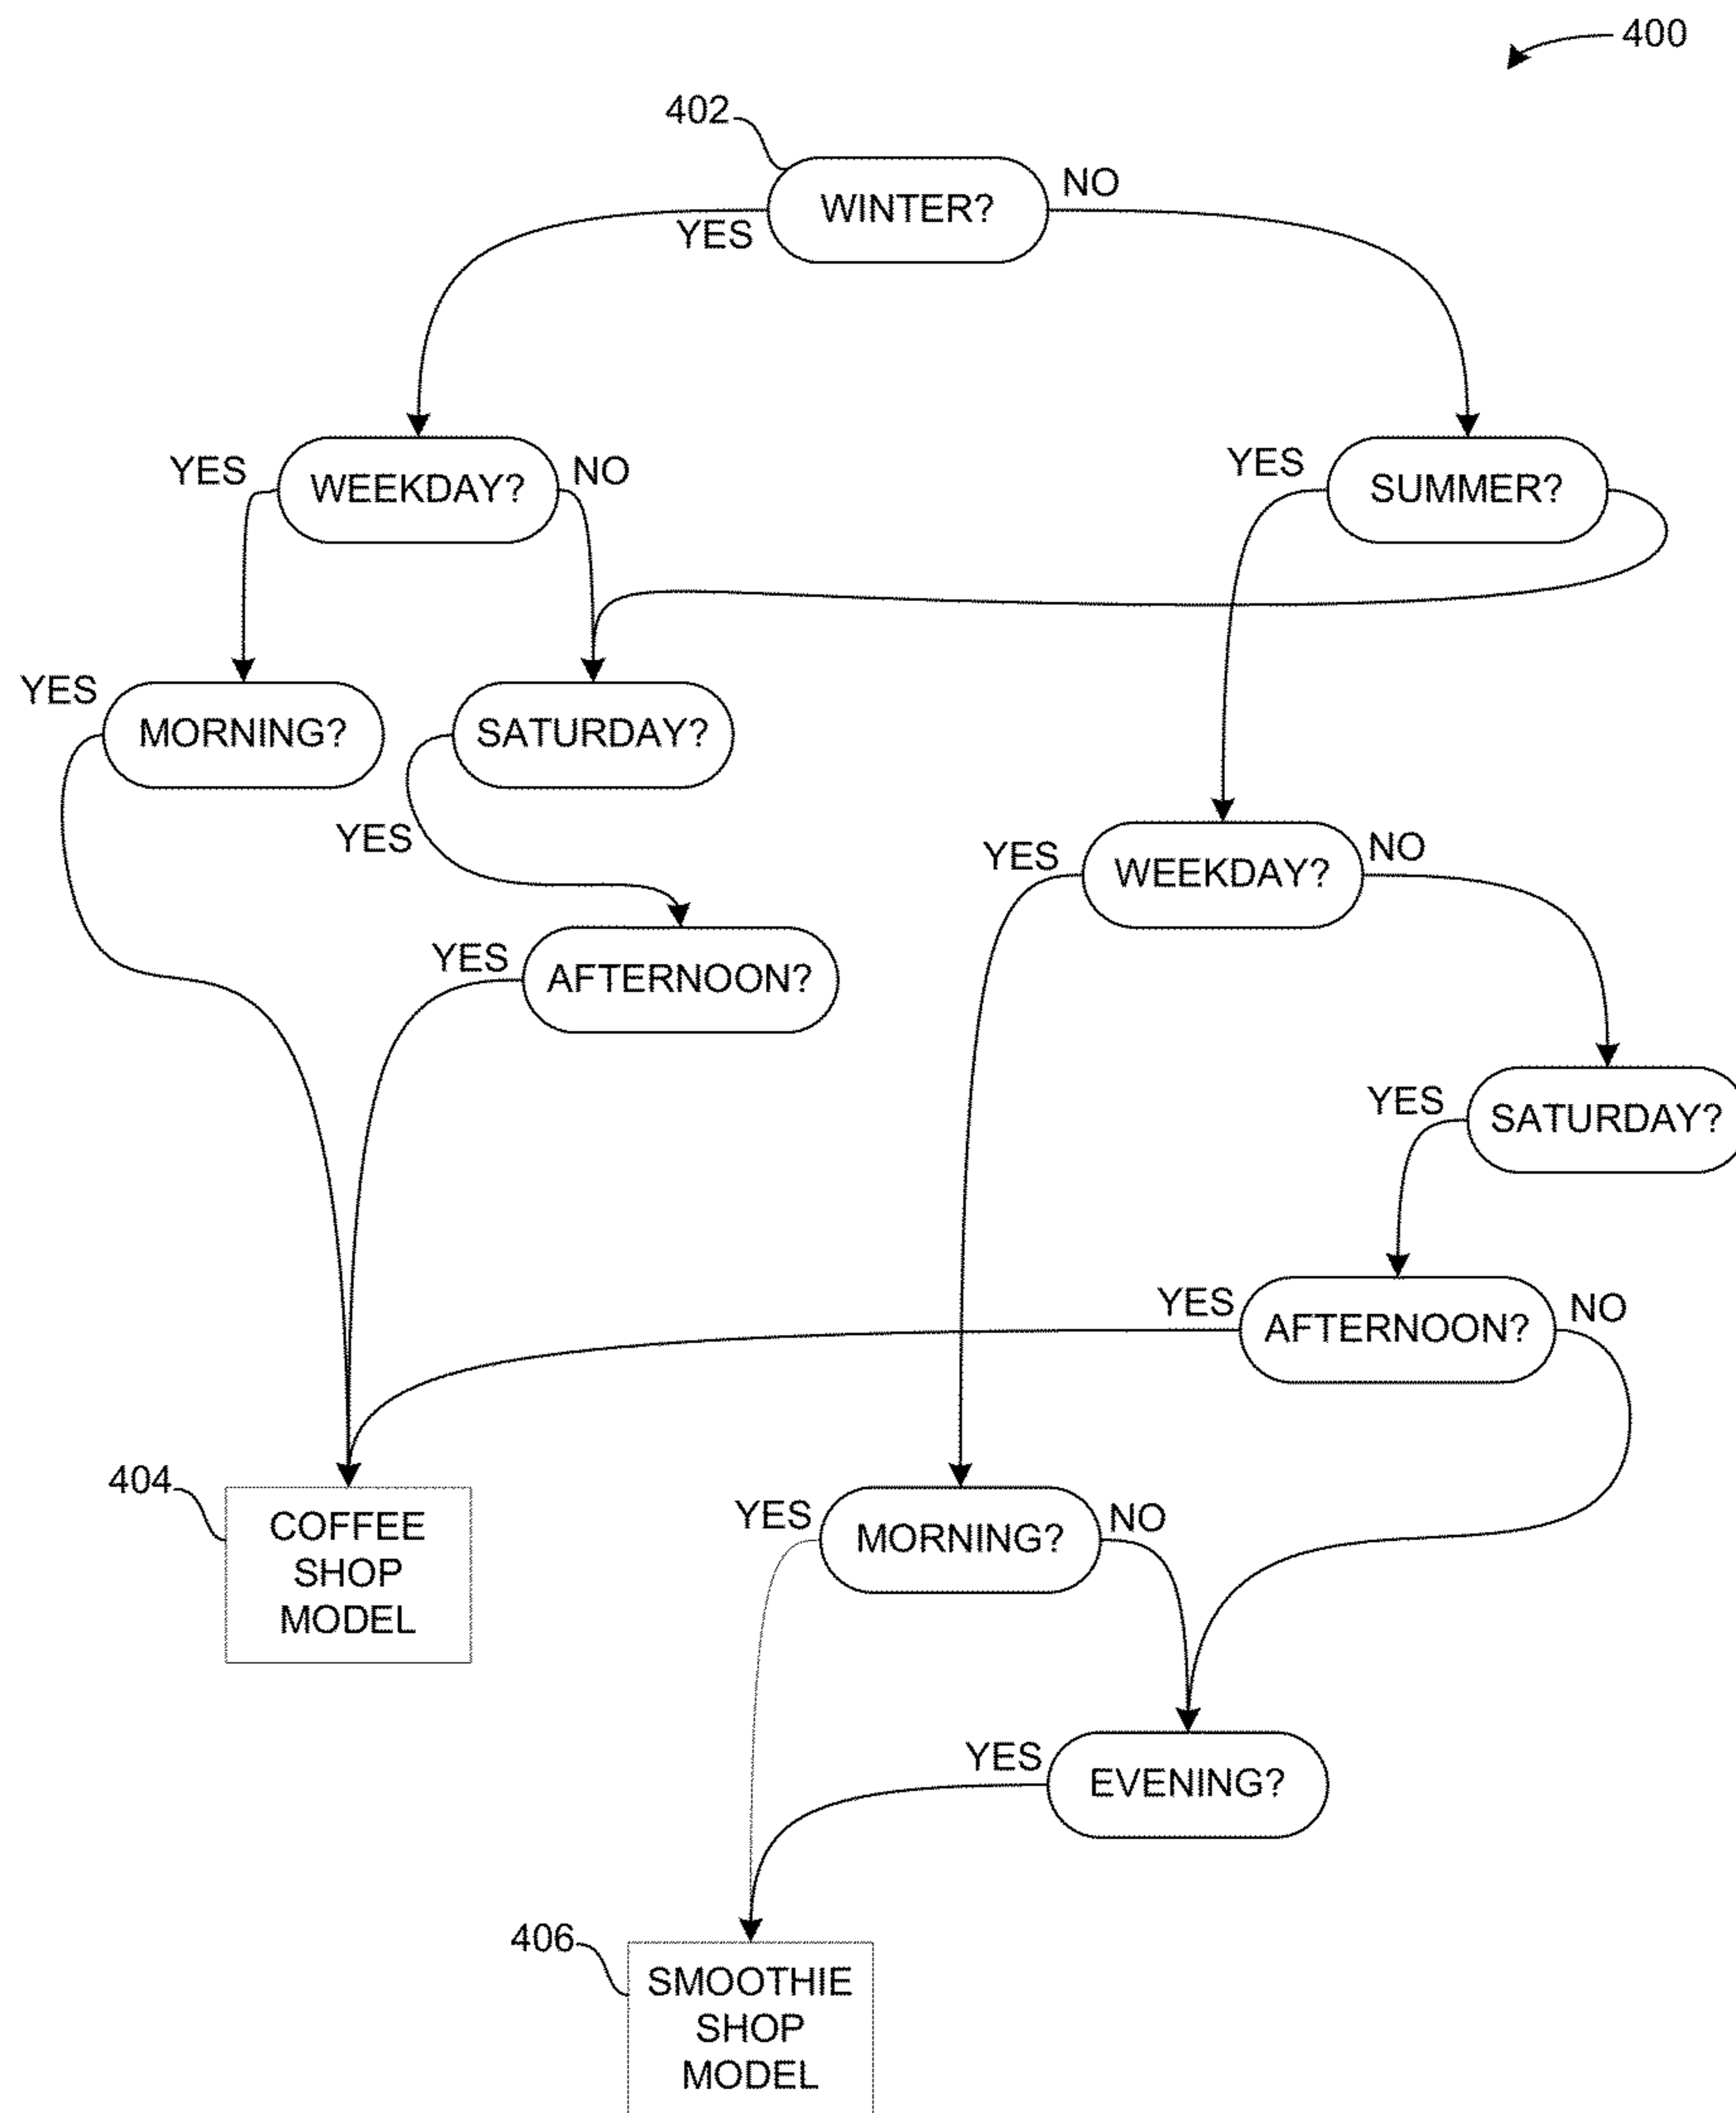 400
402
WINTER?
NO
YES
YES
WEEKDAY?
NO
YES
SUMMER?
YES
MORNING?
SATURDAY?
YES
YES
WEEKDAY?
NO
YES
AFTERNOON?
YES
SATURDAY?
YES
AFTERNOON?
NO
404
COFFEE
SHOP
MODEL
YES
MORNING?
NO
YES
EVENING?
406
SMOOTHIE
SHOP
MODEL